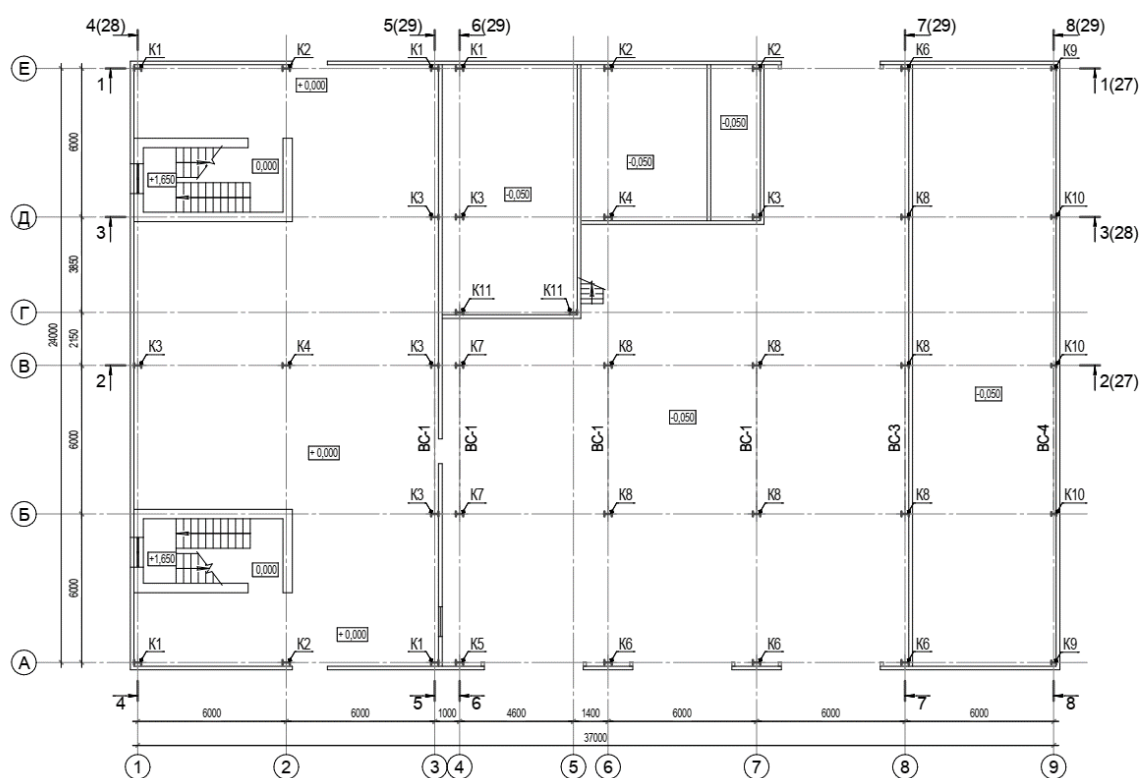 4(28) 5(29) 6(29) 7(29) 8(29)
К1 К2 К1 К1 К2 К2 К6 К9
Е
1 1(27)
+ 0,000
-0,050
6000
0,000
-0,050
+1,650
-0,050
К3 К3 К4 К3 К8 К10
Д
3 3(28)
3850
К11 К11
Г
24000
2150
К3 К4 К3 К7 К8 К8 К8 К10
В
2 2(27)
-0,050
-0,050
6000
ВС-1 ВС-1 ВС-1 ВС-1 ВС-3 ВС-4
+ 0,000
К3 К7 К8 К8 К8 К10
Б
+1,650
0,000
6000
+ 0,000
К1 К2 К1 К5 К6 К6 К6 К9
А
4 5 6 7 8
6000 6000 1000 4600 1400 6000 6000 6000
37000
1 2 3 4 5 6 7 8 9